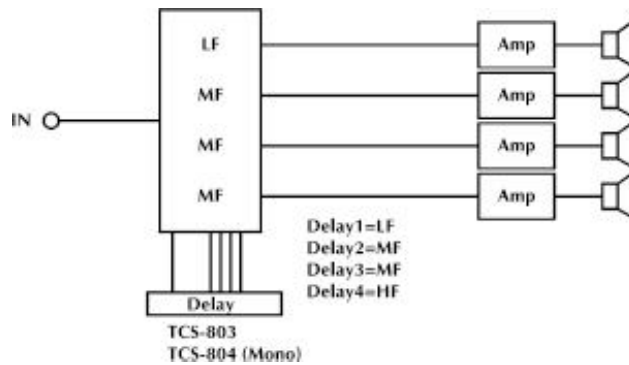 LF Amp
MF Amp
IN
MF Amp
MF Amp
Delay1=LF
Delay2=MF
Delay3=MF
Delay4=HF
Delay
TCS-803
TCS-804 (Mono)